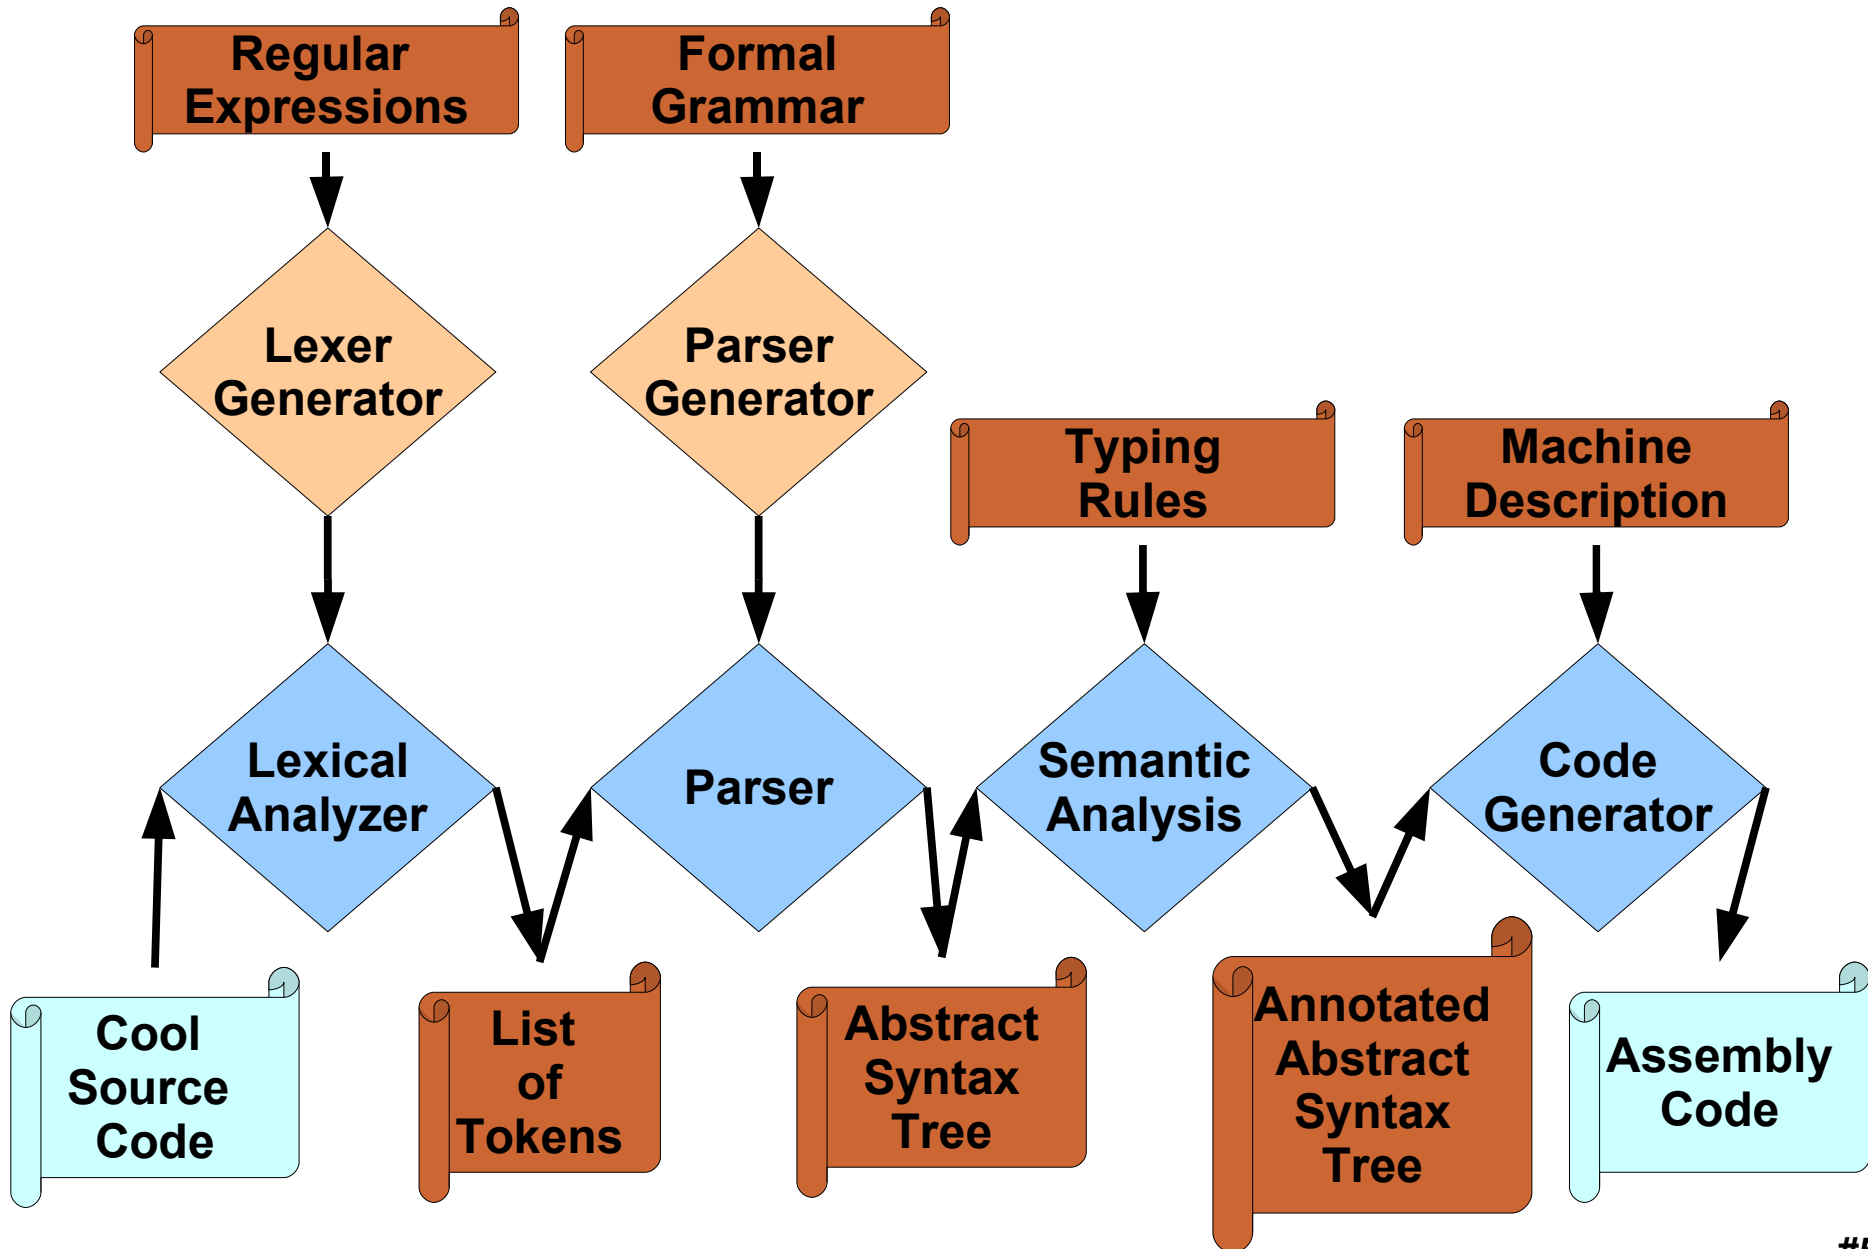 Regular
Expressions
Formal
Grammar
Lexer
Generator
Parser
Generator
Typing
Rules
Machine
Description
Lexical
Analyzer
Parser
Semantic
Analysis
Code
Generator
Cool
Source
Code
List
of
Tokens
Abstract
Syntax
Tree
Annotated
Abstract
Syntax
Tree
Assembly
Code